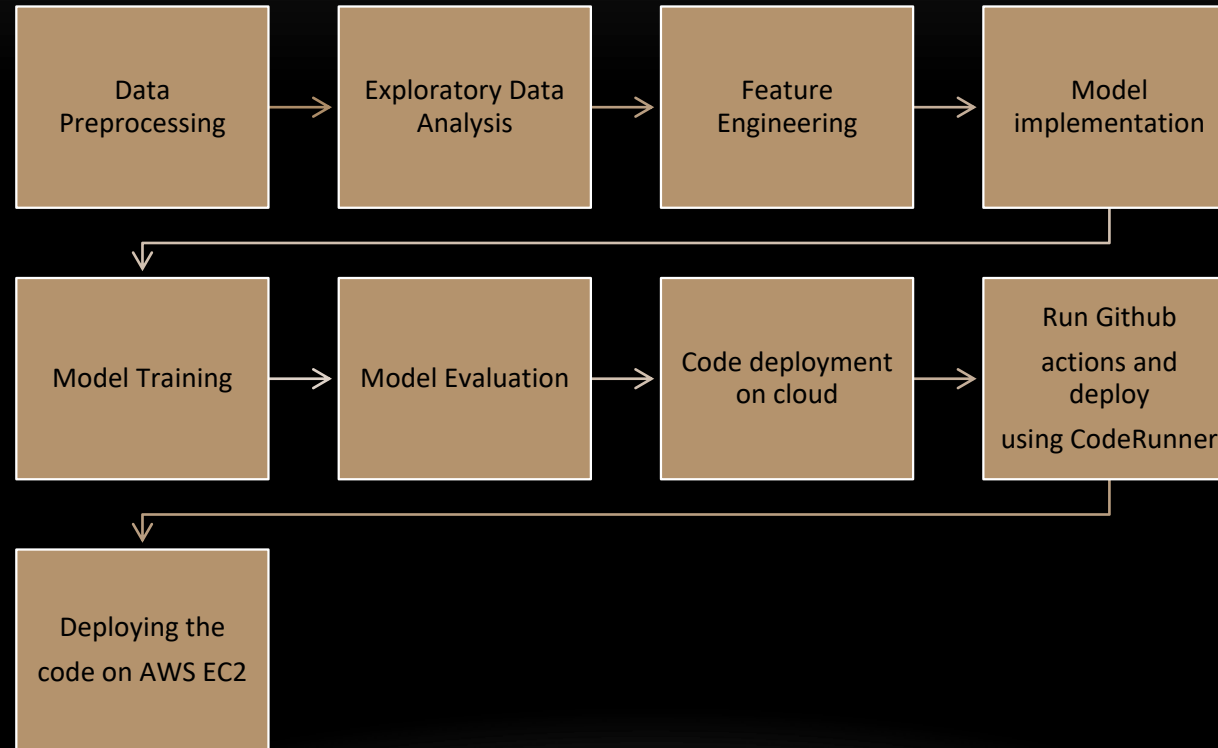 Data
Preprocessing
Exploratory Data
Analysis
Feature
Engineering
Model
implementation
Model Training
Model Evaluation
Code deployment
on cloud
Run Github
actions and
deploy
using CodeRunner
Deploying the
code on AWS EC2